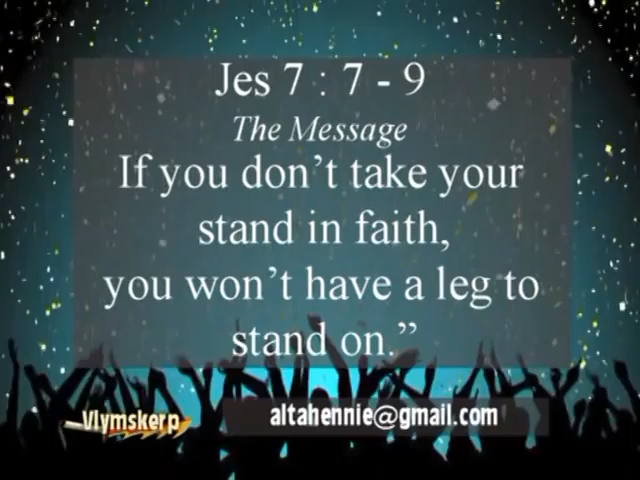 Jes 7 : 7 - 9
The Message
If you don’t take your
stand in faith,
you won’t have a leg to
stand on.”
Vlymskerp
altahennie@gmail.com